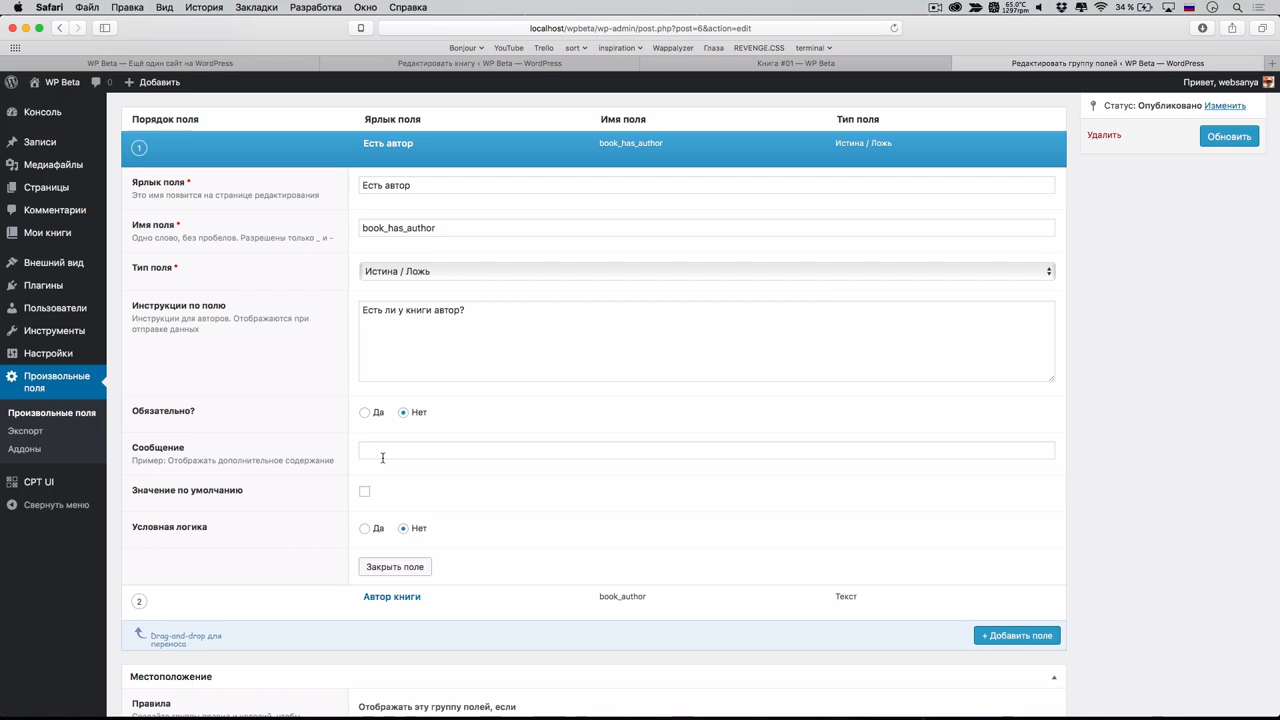 Safari Файл Правка Вид История Закладки Разработка Окно Справка
65.0°C
1297rpm
34 %
localhost/wpbeta/wp-admin/post.php?post=6&action=edit
Bonjour YouTube Trello sort inspiration Wappalyzer Глаза REVENGE.CSS terminal
WP Beta — Ещё один сайт на WordPress
Редактировать книгу ‹ WP Beta — WordPress
Книга #01 — WP Beta
Редактировать группу полей ‹ WP Beta — WordPress
WP Beta 0 + Добавить
Привет, websanya
Консоль
Записи
Медиафайлы
Страницы
Комментарии
Мои книги
Внешний вид
Плагины
Пользователи
Инструменты
Настройки
Произвольные
поля
Произвольные поля
Экспорт
Аддоны
CPT UI
Свернуть меню
Порядок поля Ярлык поля Имя поля Тип поля
1 Есть автор book_has_author Истина / Ложь
Ярлык поля *
Это имя появится на странице редактирования
Есть автор
Имя поля *
Одно слово, без пробелов. Разрешены только _ и -
book_has_author
Тип поля *
Истина / Ложь
Инструкции по полю
Инструкции для авторов. Отображаются при
отправке данных
Есть ли у книги автор?
Обязательно?
Да Нет
Сообщение
Пример: Отображать дополнительное содержание
Значение по умолчанию
Условная логика
Да Нет
Закрыть поле
2 Автор книги book_author Текст
Drag-and-drop для
переноса
+ Добавить поле
Местоположение
Правила
Отображать эту группу полей, если
Создайте группу правил и условий, чтобы
Статус: Опубликовано Изменить
Удалить
Обновить